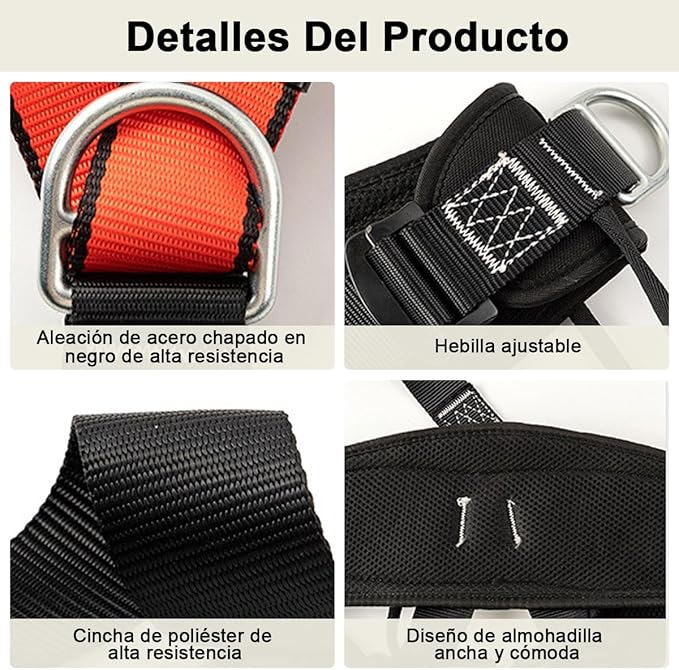 Detalles Del Producto
Aleación de acero chapado en
negro de alta resistencia
Hebilla ajustable
Cincha de poliéster de
alta resistencia
Diseño de almohadilla
ancha y cómoda